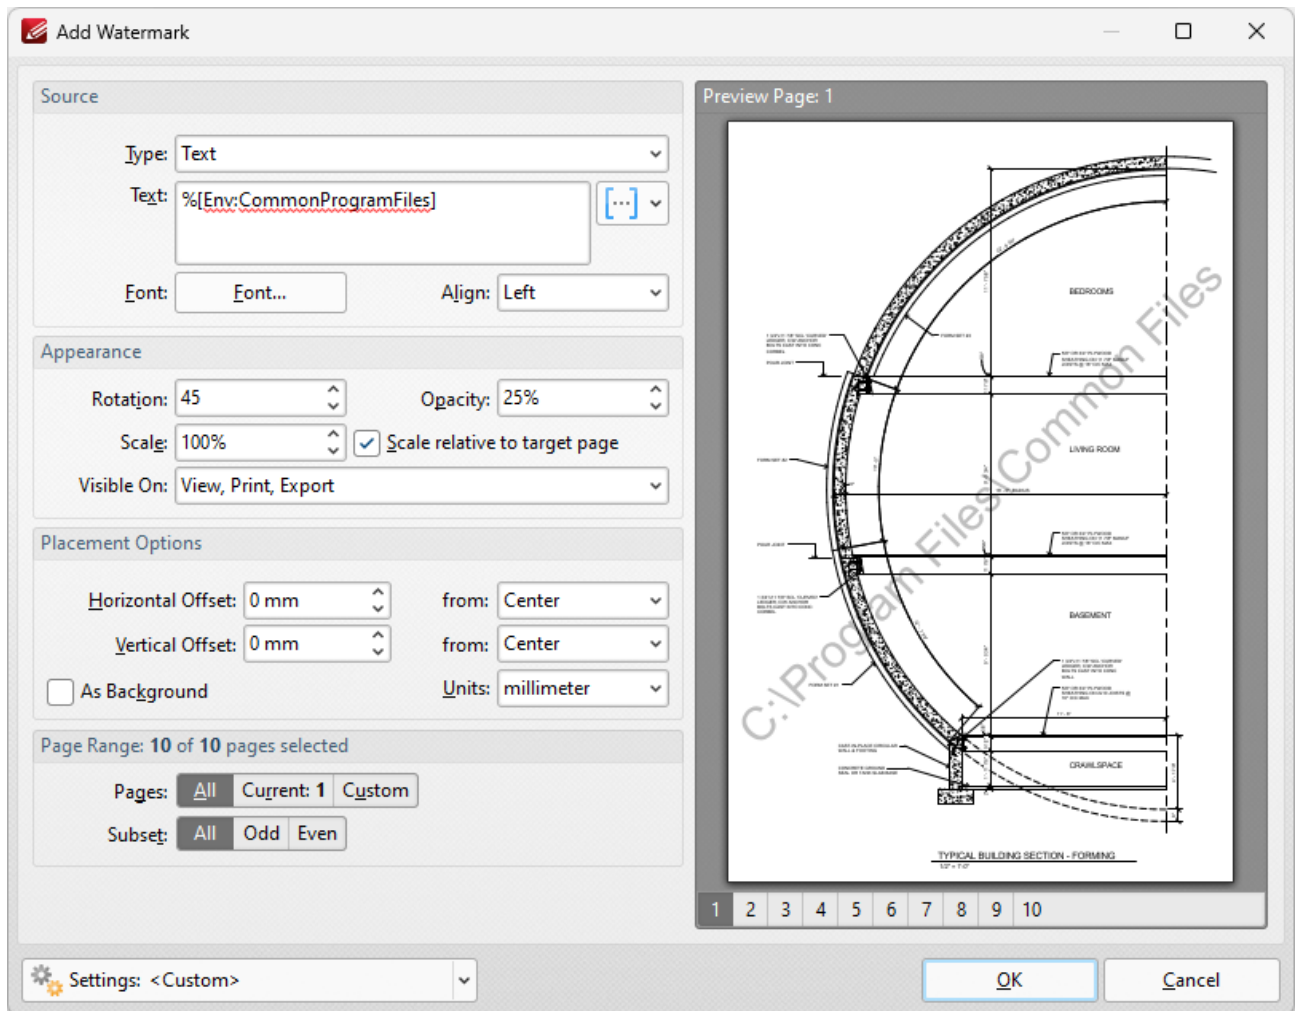 Add Watermark
Source
Type: Text
Text: %[Env:CommonProgramFiles]
[...]
Font: Font... Align: Left
Appearance
Rotation: 45 Opacity: 25%
Scale: 100% Scale relative to target page
Visible On: View, Print, Export
Placement Options
Horizontal Offset: 0 mm from: Center
Vertical Offset: 0 mm from: Center
As Background Units: millimeter
Page Range: 10 of 10 pages selected
Pages: All Current: 1 Custom
Subset: All Odd Even
Preview Page: 1
BEDROOMS
LIVING ROOM
BASEMENT
CRAWLSPACE
C:\Program Files\Common Files
TYPICAL BUILDING SECTION - FORMING
1 2 3 4 5 6 7 8 9 10
Settings: <Custom>
OK Cancel